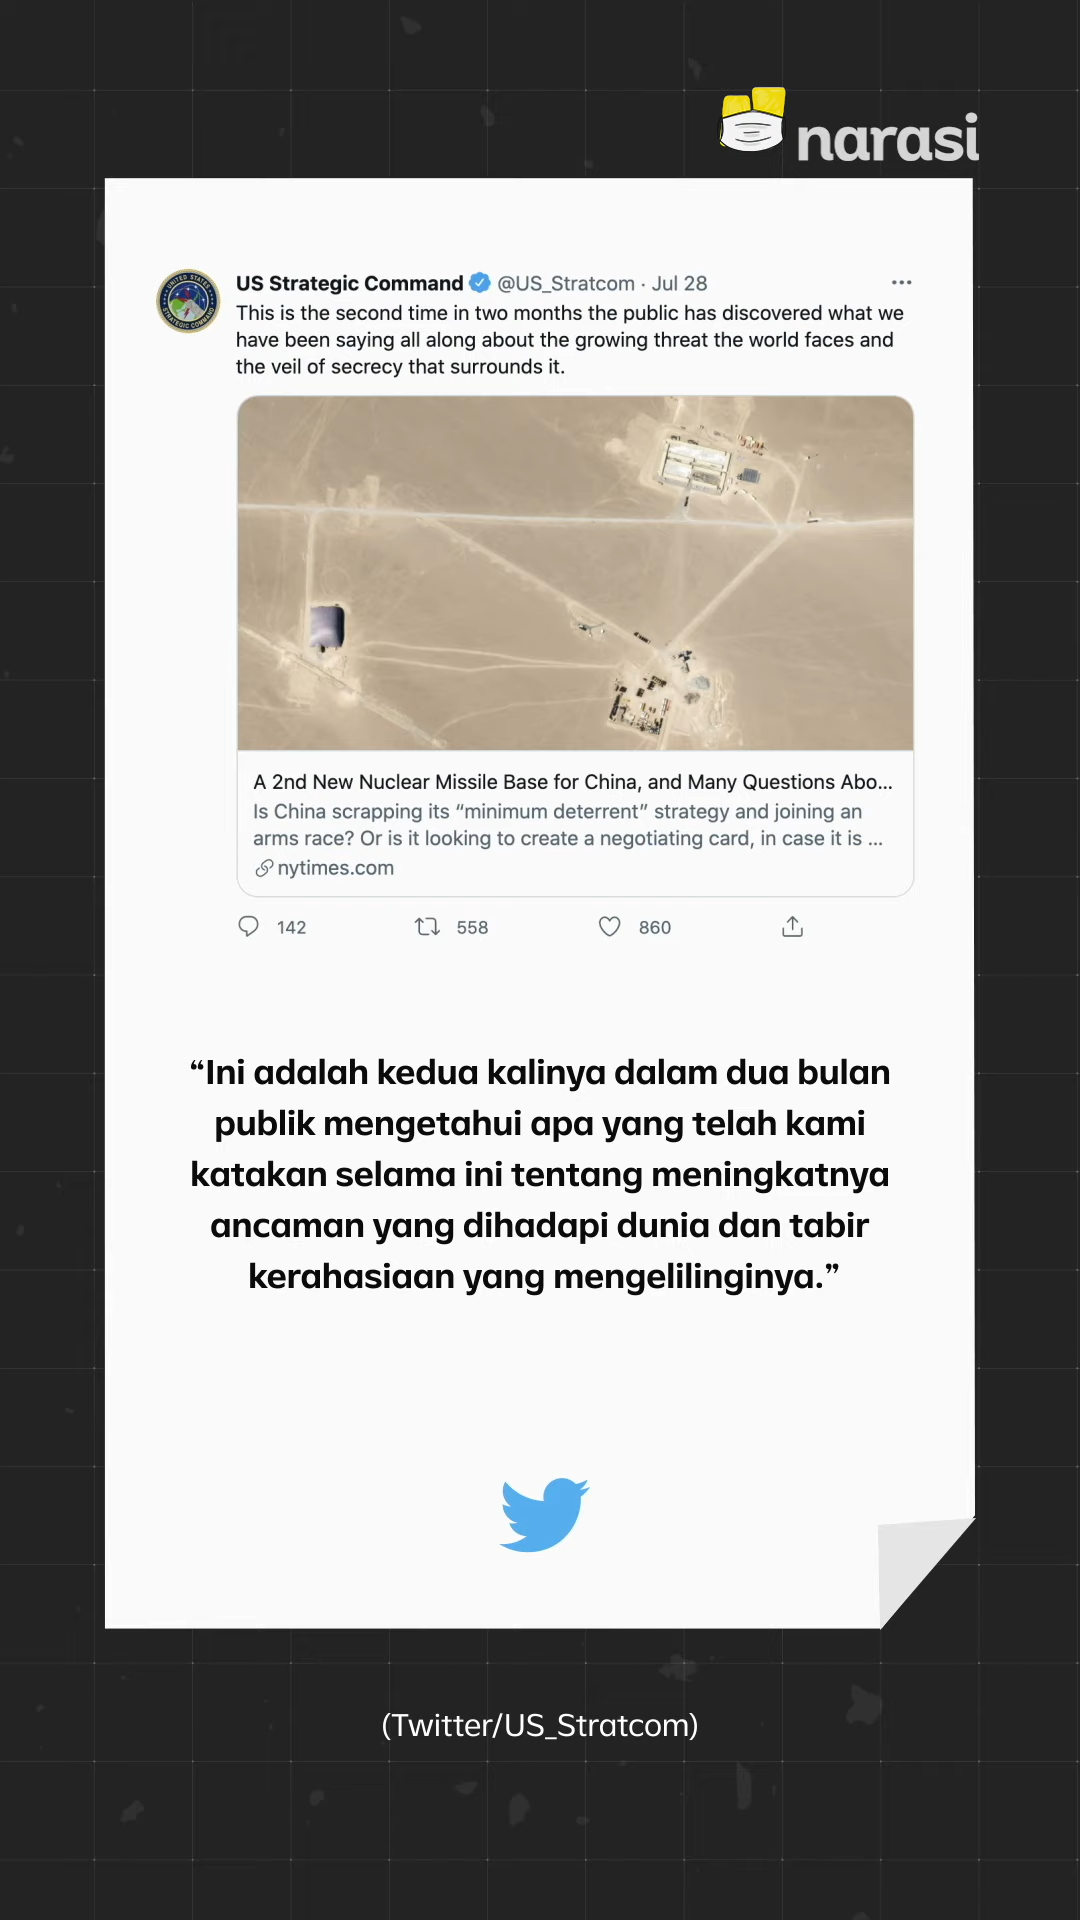 narasi
US Strategic Command @US_Stratcom · Jul 28
This is the second time in two months the public has discovered what we
have been saying all along about the growing threat the world faces and
the veil of secrecy that surrounds it.
A 2nd New Nuclear Missile Base for China, and Many Questions Abo...
Is China scrapping its “minimum deterrent” strategy and joining an
arms race? Or is it looking to create a negotiating card, in case it is ...
nytimes.com
142 558 860
“Ini adalah kedua kalinya dalam dua bulan
publik mengetahui apa yang telah kami
katakan selama ini tentang meningkatnya
ancaman yang dihadapi dunia dan tabir
kerahasiaan yang mengelilinginya.”
(Twitter/US_Stratcom)